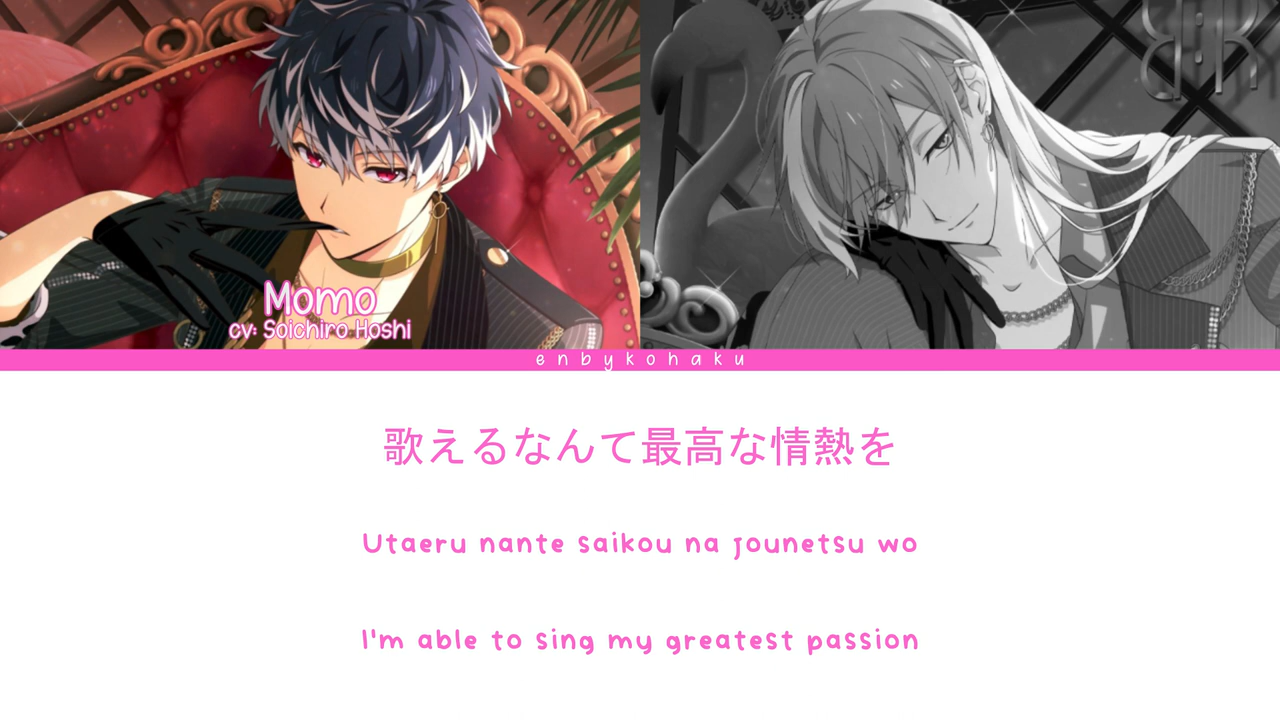 Momo
cv: Soichiro Hoshi
enbykohaku
歌えるなんて最高な情熱を
Utaeru nante saikou na jounetsu wo
I'm able to sing my greatest passion